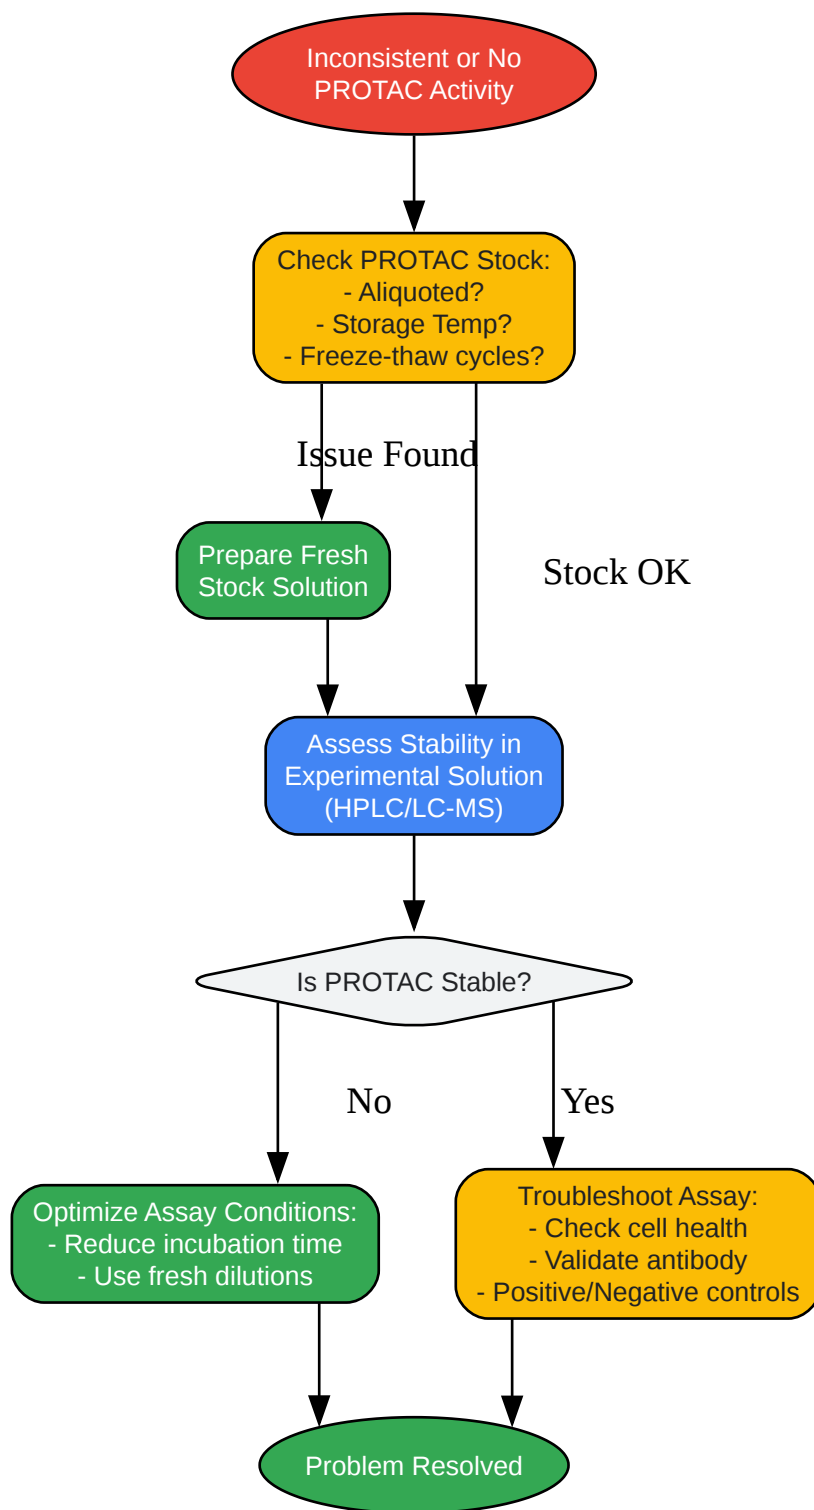 Inconsistent or No
PROTAC Activity
Check PROTAC Stock:
- Aliquoted?
- Storage Temp?
- Freeze-thaw cycles?
Issue Found
Prepare Fresh
Stock Solution
Stock OK
Assess Stability in
Experimental Solution
(HPLC/LC-MS)
Is PROTAC Stable?
No
Yes
Optimize Assay Conditions:
- Reduce incubation time
- Use fresh dilutions
Troubleshoot Assay:
- Check cell health
- Validate antibody
- Positive/Negative controls
Problem Resolved